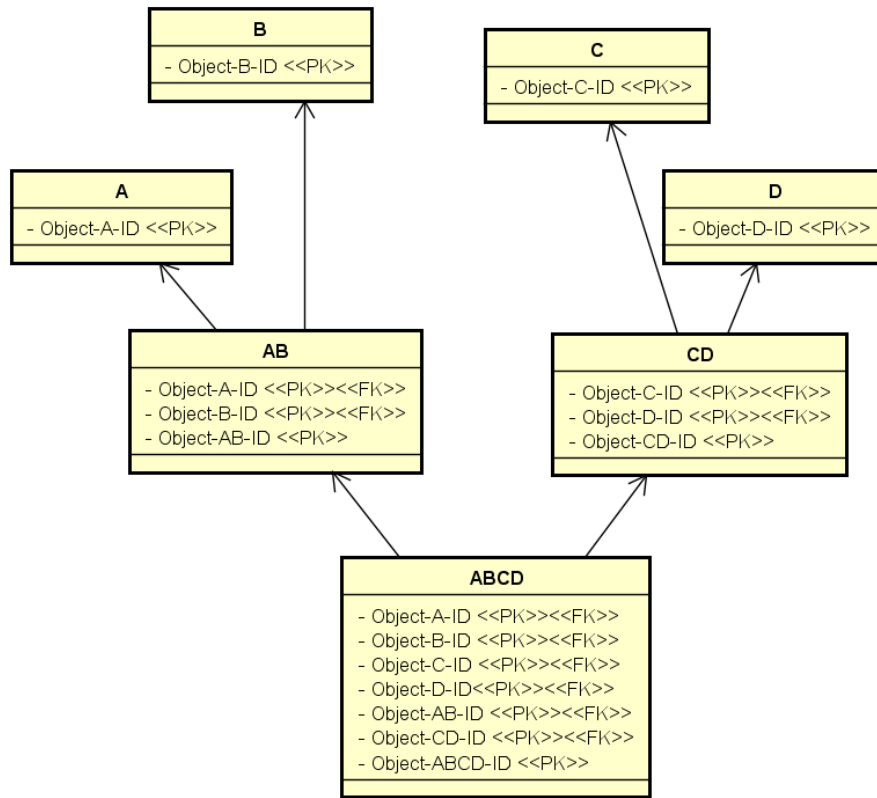 B
- Object-B-ID <<PK>>
C
- Object-C-ID <<PK>>
A
- Object-A-ID <<PK>>
D
- Object-D-ID <<PK>>
AB
- Object-A-ID <<PK>><<FK>>
- Object-B-ID <<PK>><<FK>>
- Object-AB-ID <<PK>>
CD
- Object-C-ID <<PK>><<FK>>
- Object-D-ID <<PK>><<FK>>
- Object-CD-ID <<PK>>
ABCD
- Object-A-ID <<PK>><<FK>>
- Object-B-ID <<PK>><<FK>>
- Object-C-ID <<PK>><<FK>>
- Object-D-ID<<PK>><<FK>>
- Object-AB-ID <<PK>><<FK>>
- Object-CD-ID <<PK>><<FK>>
- Object-ABCD-ID <<PK>>